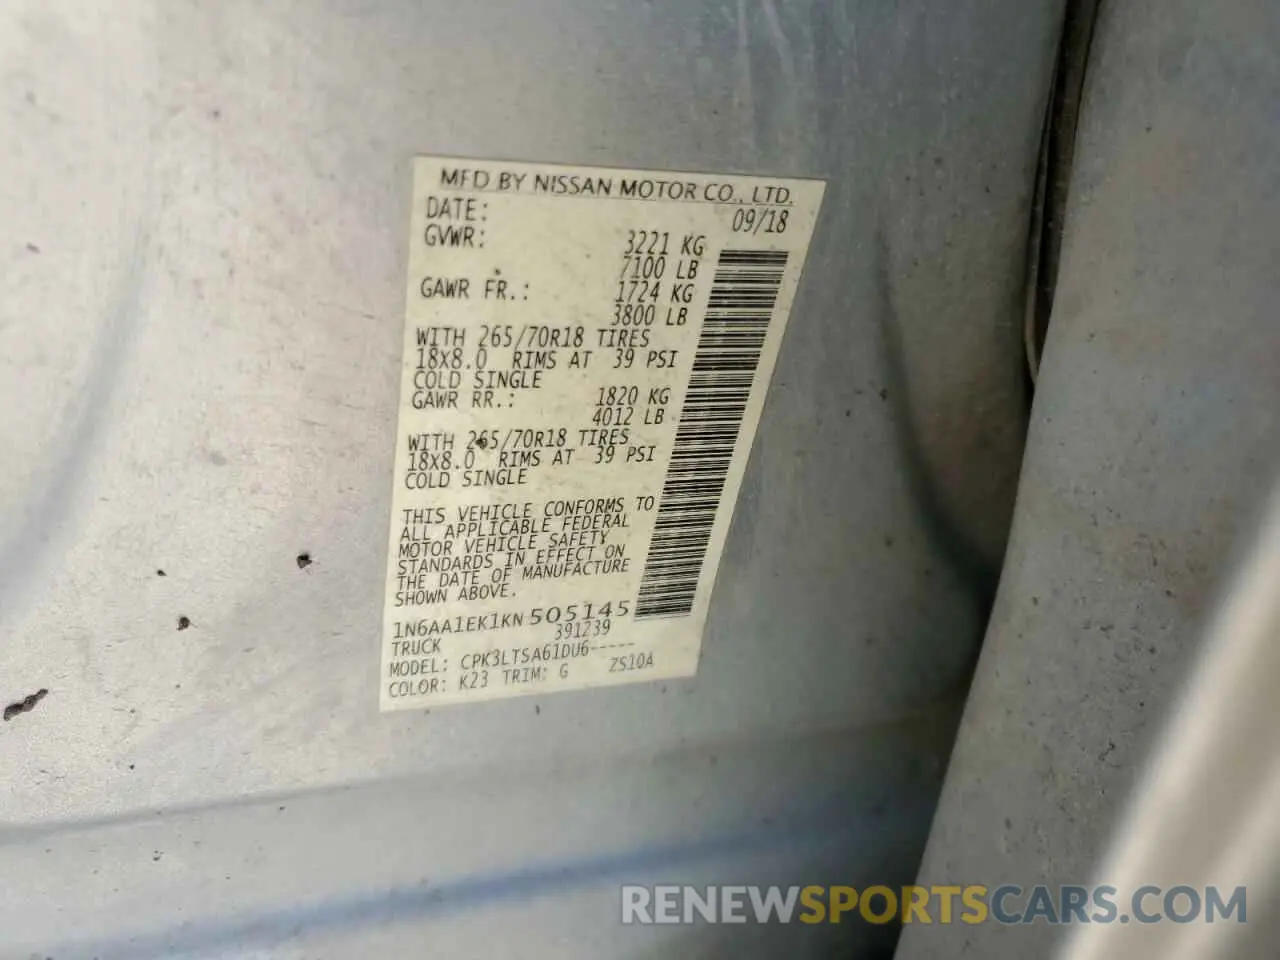 MFD BY NISSAN MOTOR CO., LTD.
DATE: 09/18
GVWR: 3221 KG
7100 LB
GAWR FR.: 1724 KG
3800 LB
WITH 265/70R18 TIRES
18X8.0 RIMS AT 39 PSI
COLD SINGLE
GAWR RR.: 1820 KG
4012 LB
WITH 265/70R18 TIRES
18X8.0 RIMS AT 39 PSI
COLD SINGLE
THIS VEHICLE CONFORMS TO
ALL APPLICABLE FEDERAL
MOTOR VEHICLE SAFETY
STANDARDS IN EFFECT ON
THE DATE OF MANUFACTURE
SHOWN ABOVE.
1N6AA1EK1KN505145
TRUCK 391239
MODEL: CPK3LTSA61DU6-----
COLOR: K23 TRIM: G ZS10A
RENEWSPORTSCARS.COM